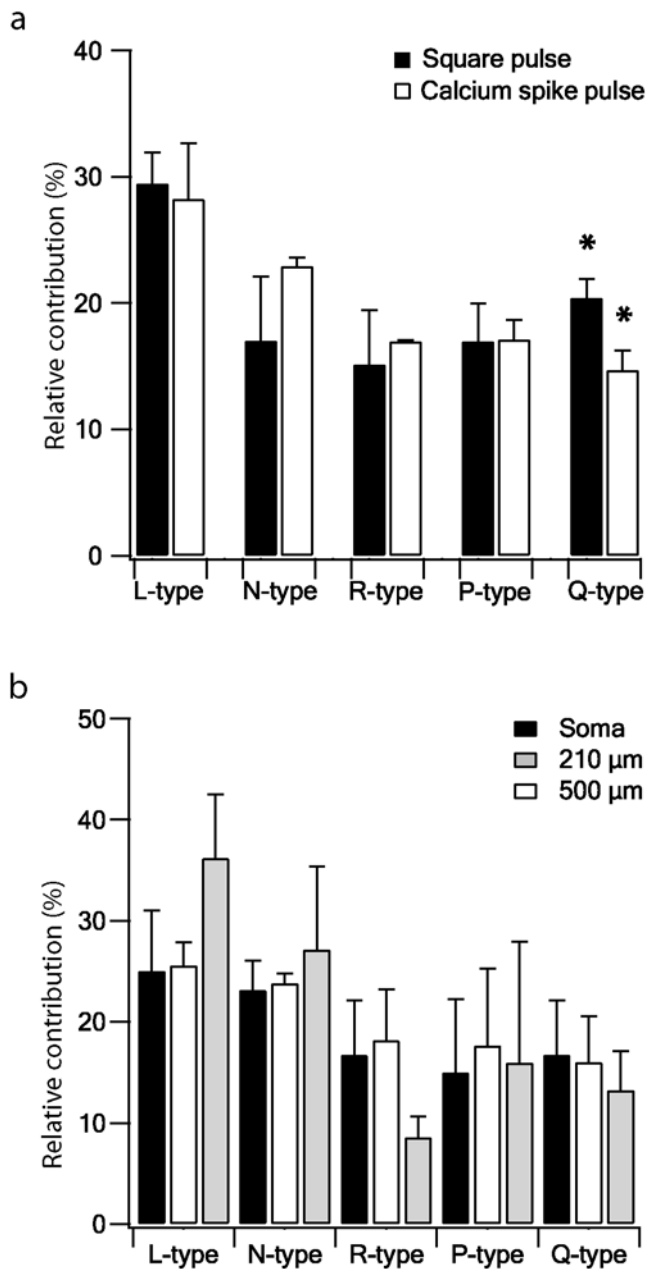 a
40
30
20
10
0
Relative contribution (%)
Square pulse
Calcium spike pulse
*
*
L-type N-type R-type P-type Q-type
b
50
40
30
20
10
0
Relative contribution (%)
Soma
210 µm
500 µm
L-type N-type R-type P-type Q-type